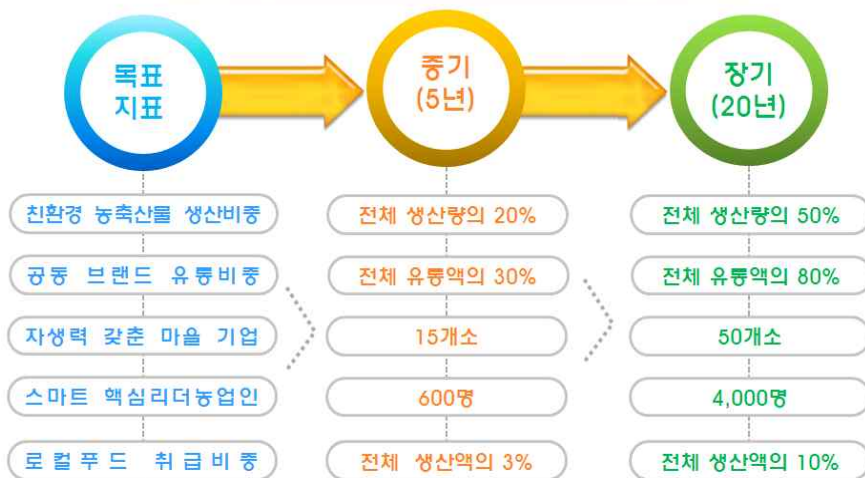 목표
지표
중기
(5년)
장기
(20년)
친환경 농축산물 생산비중
전체 생산량의 20%
전체 생산량의 50%
공동 브랜드 유통비중
전체 유통액의 30%
전체 유통액의 80%
자생력 갖춘 마을 기업
15개소
50개소
스마트 핵심리더농업인
600명
4,000명
로컬푸드 취급비중
전체 생산액의 3%
전체 생산액의 10%